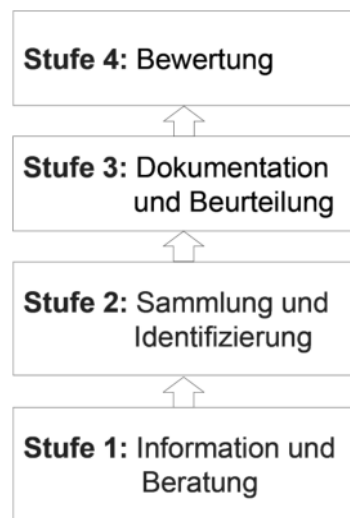 Stufe 4: Bewertung
Stufe 3: Dokumentation
und Beurteilung
Stufe 2: Sammlung und
Identifizierung
Stufe 1: Information und
Beratung